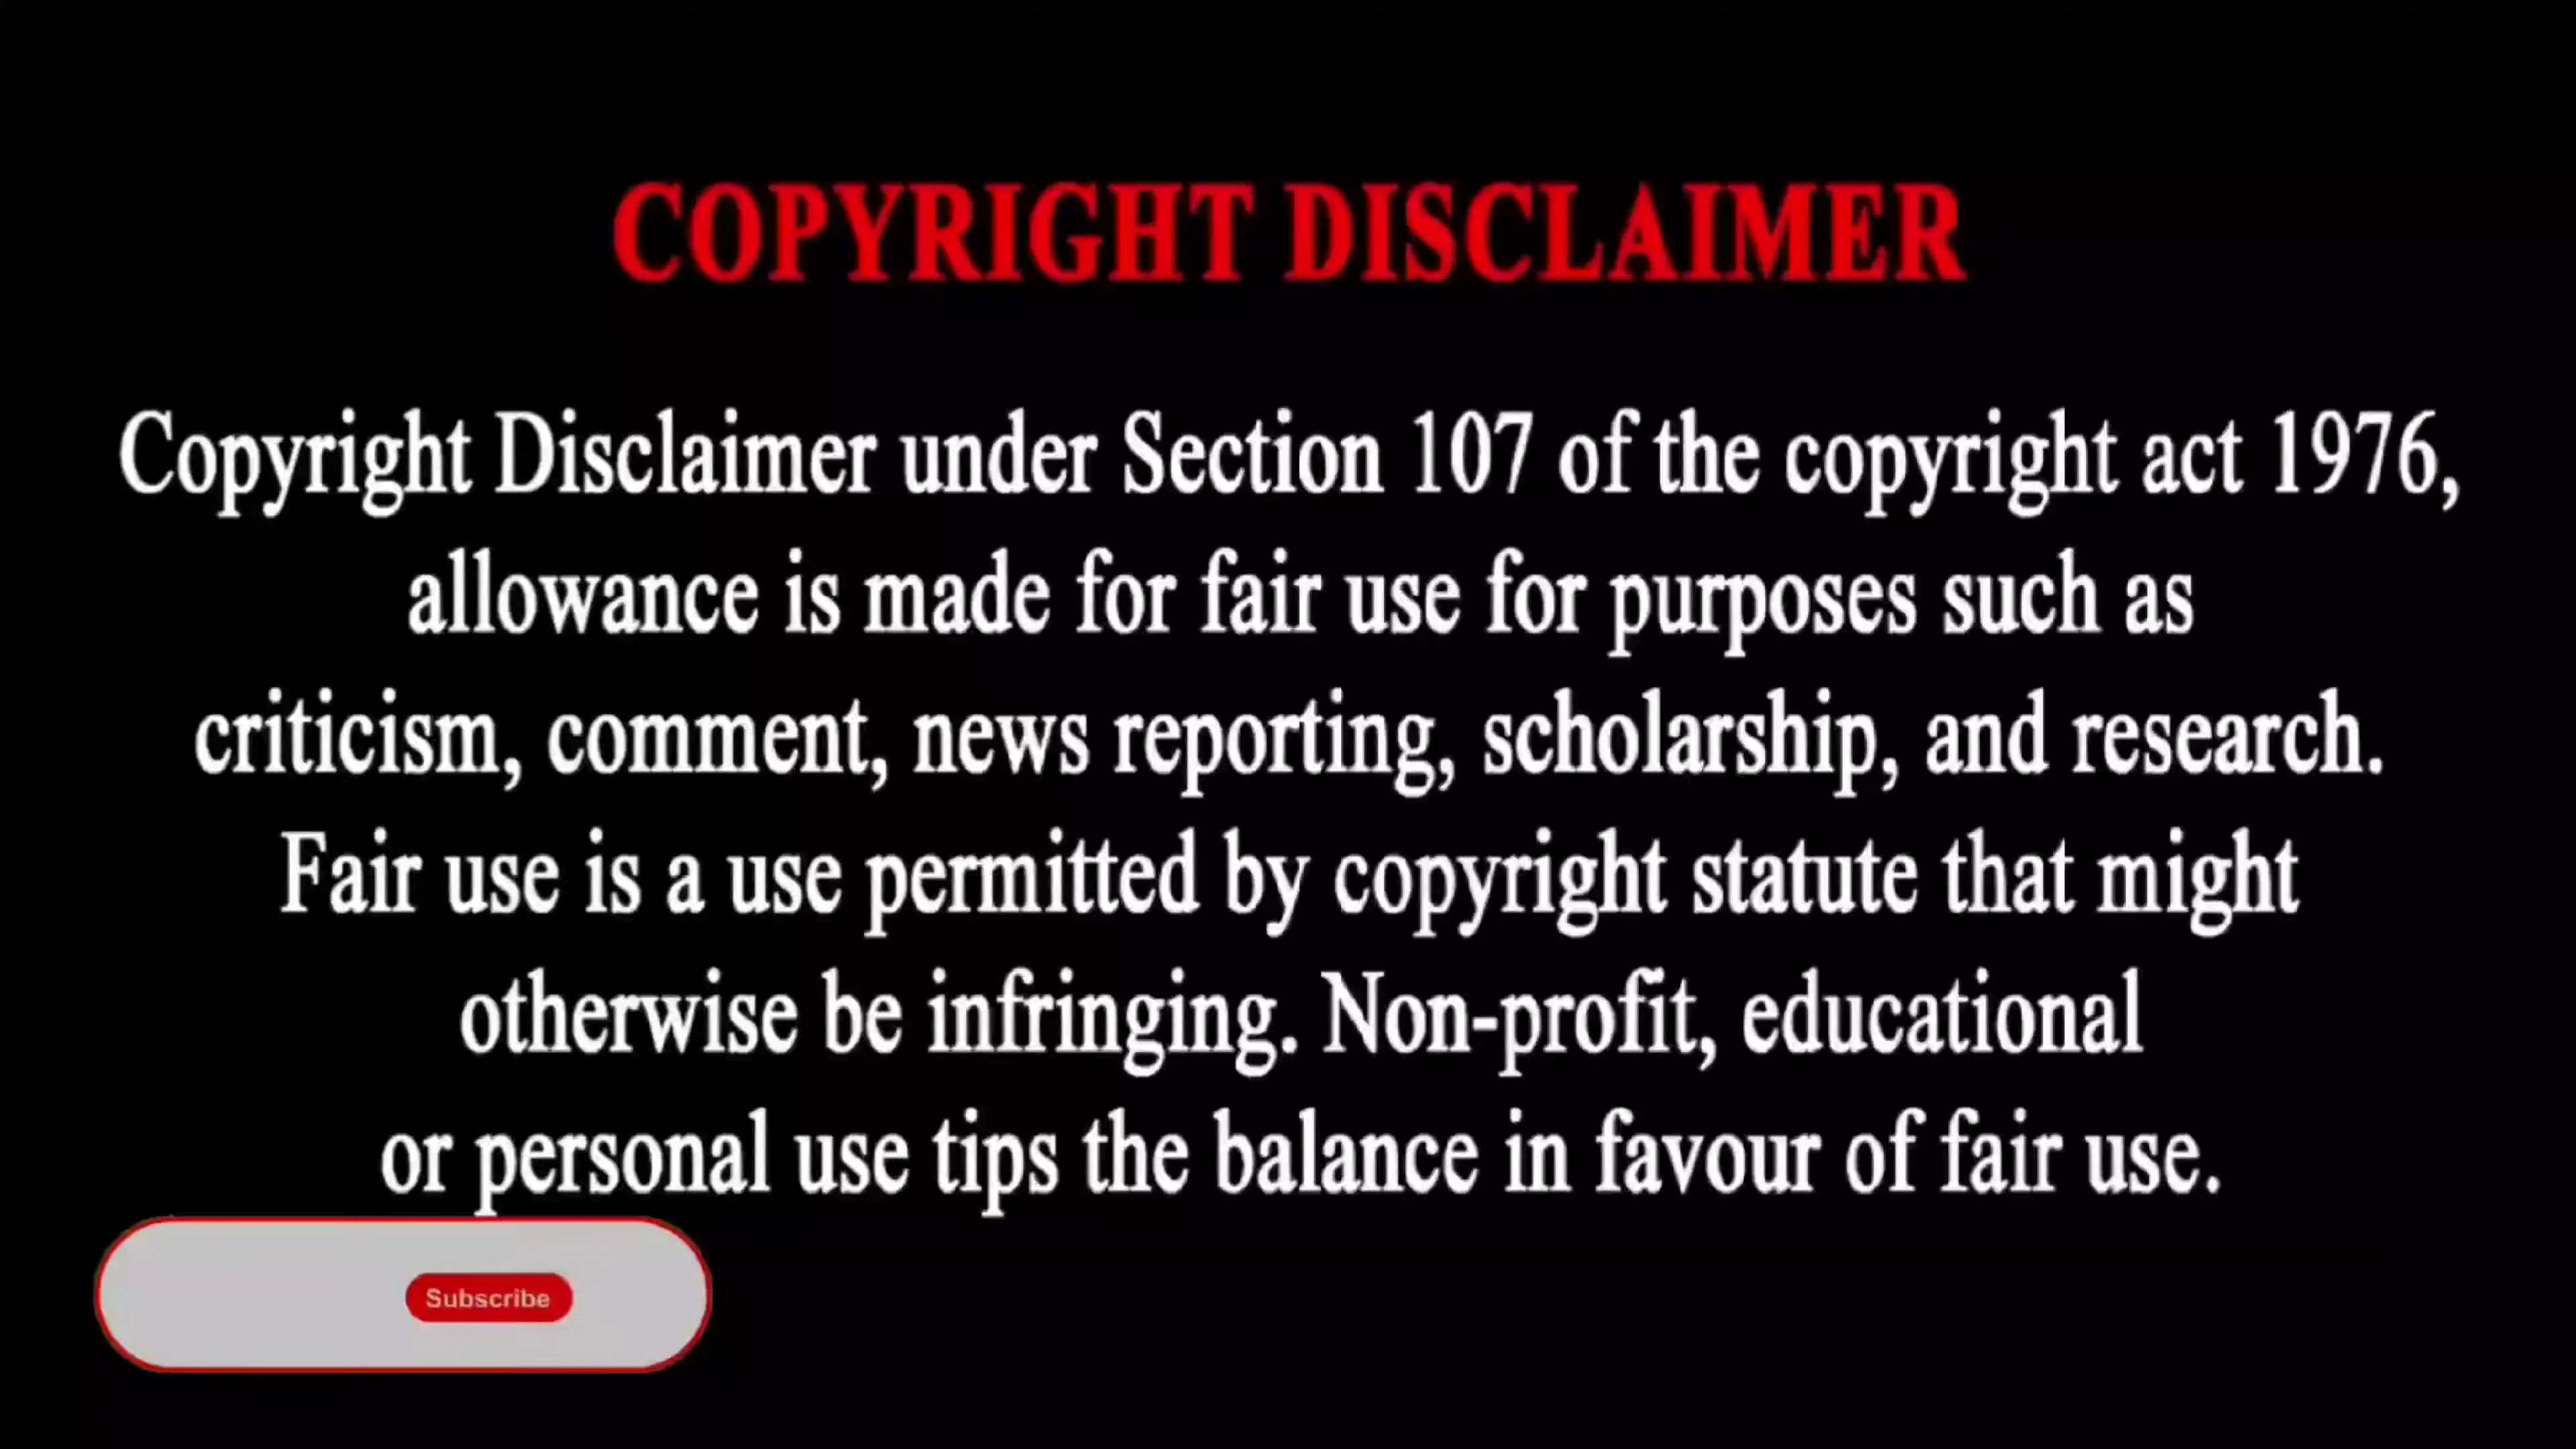 COPYRIGHT DISCLAIMER
Copyright Disclaimer under Section 107 of the copyright act 1976,
allowance is made for fair use for purposes such as
criticism, comment, news reporting, scholarship, and research.
Fair use is a use permitted by copyright statute that might
otherwise be infringing. Non-profit, educational
or personal use tips the balance in favour of fair use.
Subscribe